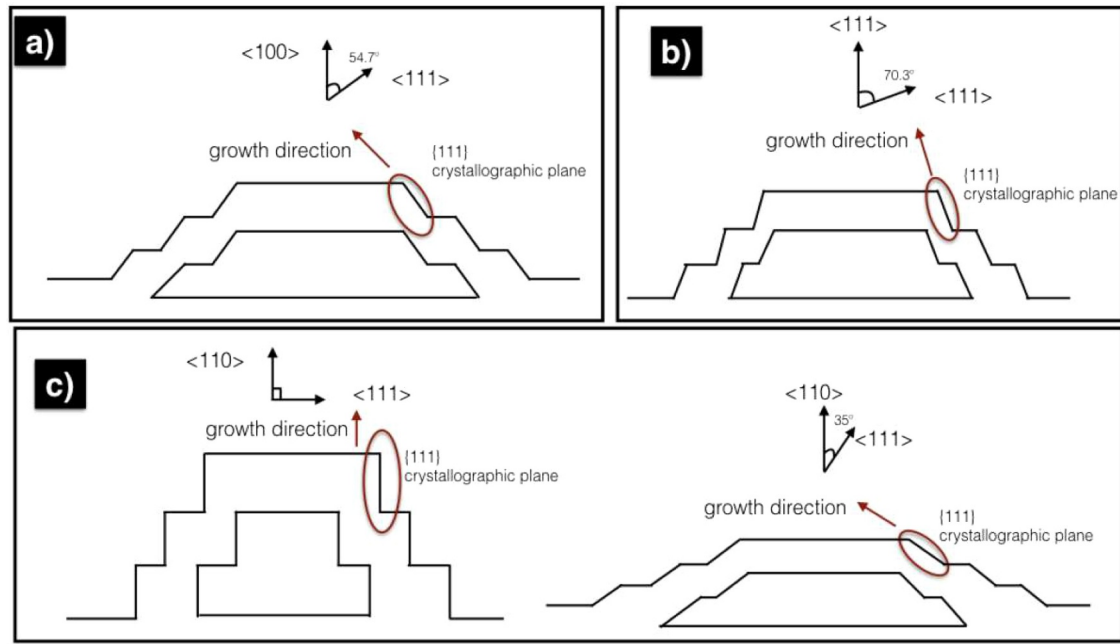 a)
<100>
54.7°
<111>
growth direction
{111}
crystallographic plane
b)
<111>
70.3°
<111>
growth direction
{111}
crystallographic plane
c)
<110>
<111>
growth direction
{111}
crystallographic plane
<110>
35°
<111>
growth direction
{111}
crystallographic plane